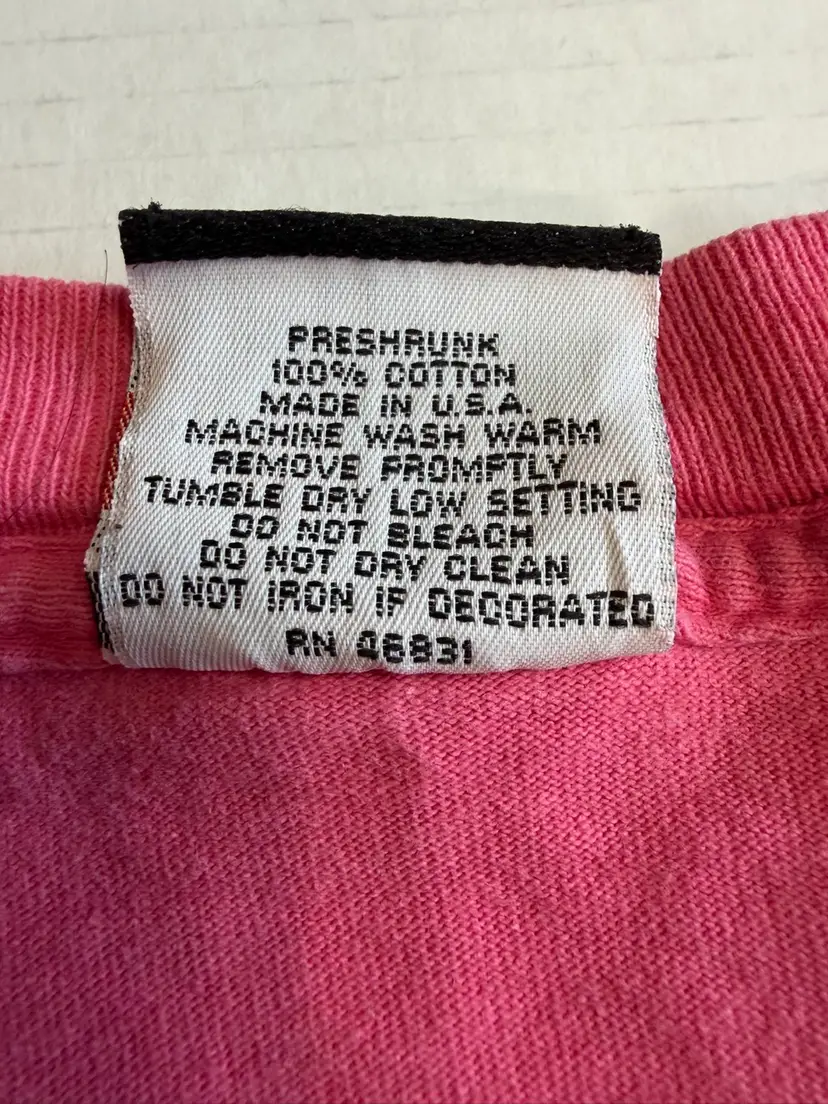 PRESHRUNK
100% COTTON
MADE IN U.S.A.
MACHINE WASH WARM
REMOVE PROMPTLY
TUMBLE DRY LOW SETTING
DO NOT BLEACH
DO NOT DRY CLEAN
DO NOT IRON IF DECORATED
RN 46831